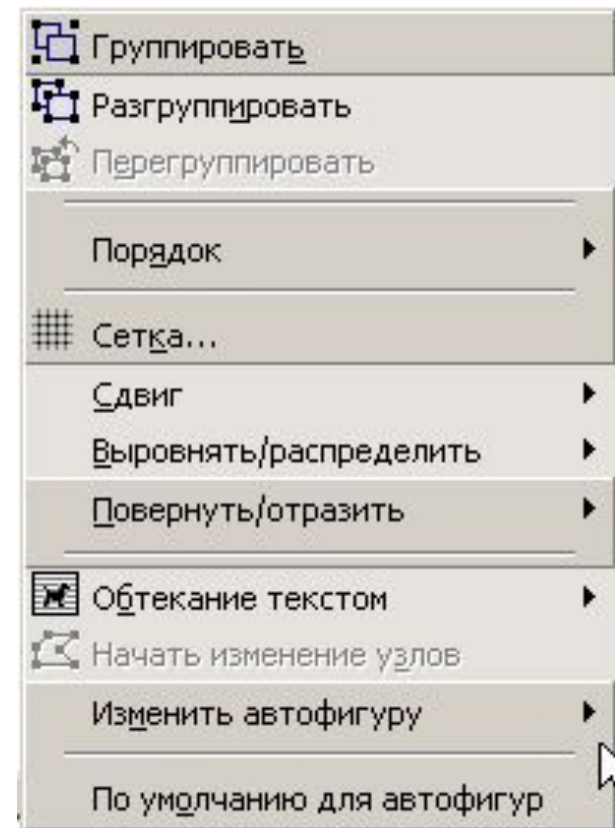 Группировать
Разгруппировать
Перегруппировать
Порядок
Сетка...
Сдвиг
Выровнять/распределить
Повернуть/отразить
Обтекание текстом
Начать изменение узлов
Изменить автофигуру
По умолчанию для автофигур